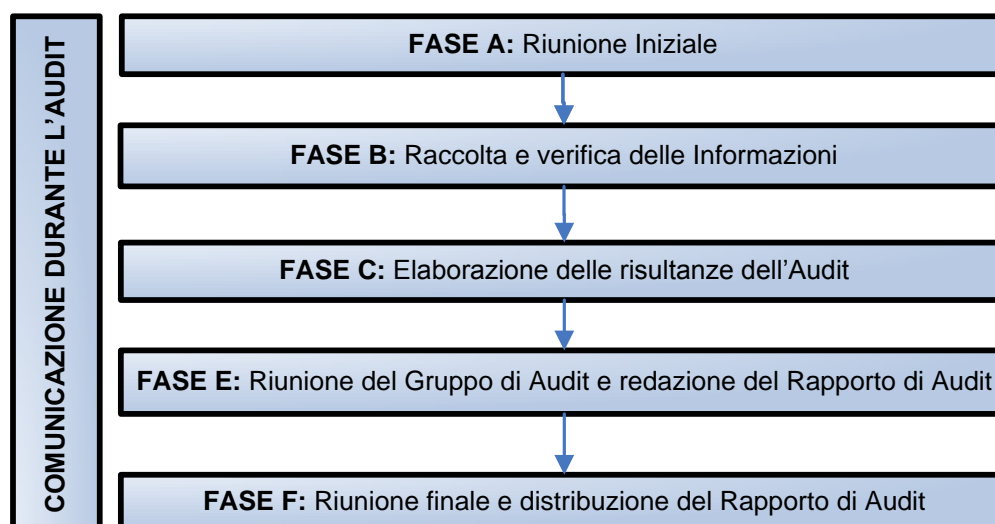 COMUNICAZIONE DURANTE L’AUDIT
FASE A: Riunione Iniziale
FASE B: Raccolta e verifica delle Informazioni
FASE C: Elaborazione delle risultanze dell’Audit
FASE E: Riunione del Gruppo di Audit e redazione del Rapporto di Audit
FASE F: Riunione finale e distribuzione del Rapporto di Audit